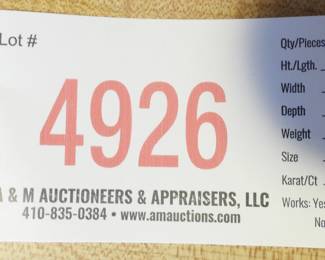 Lot #
4926
A & M AUCTIONEERS & APPRAISERS, LLC
410-835-0384 • www.amauctions.com
Qty/Pieces
Ht./Lgth.
Width
Depth
Weight
Size
Karat/Ct
Works: Yes
No